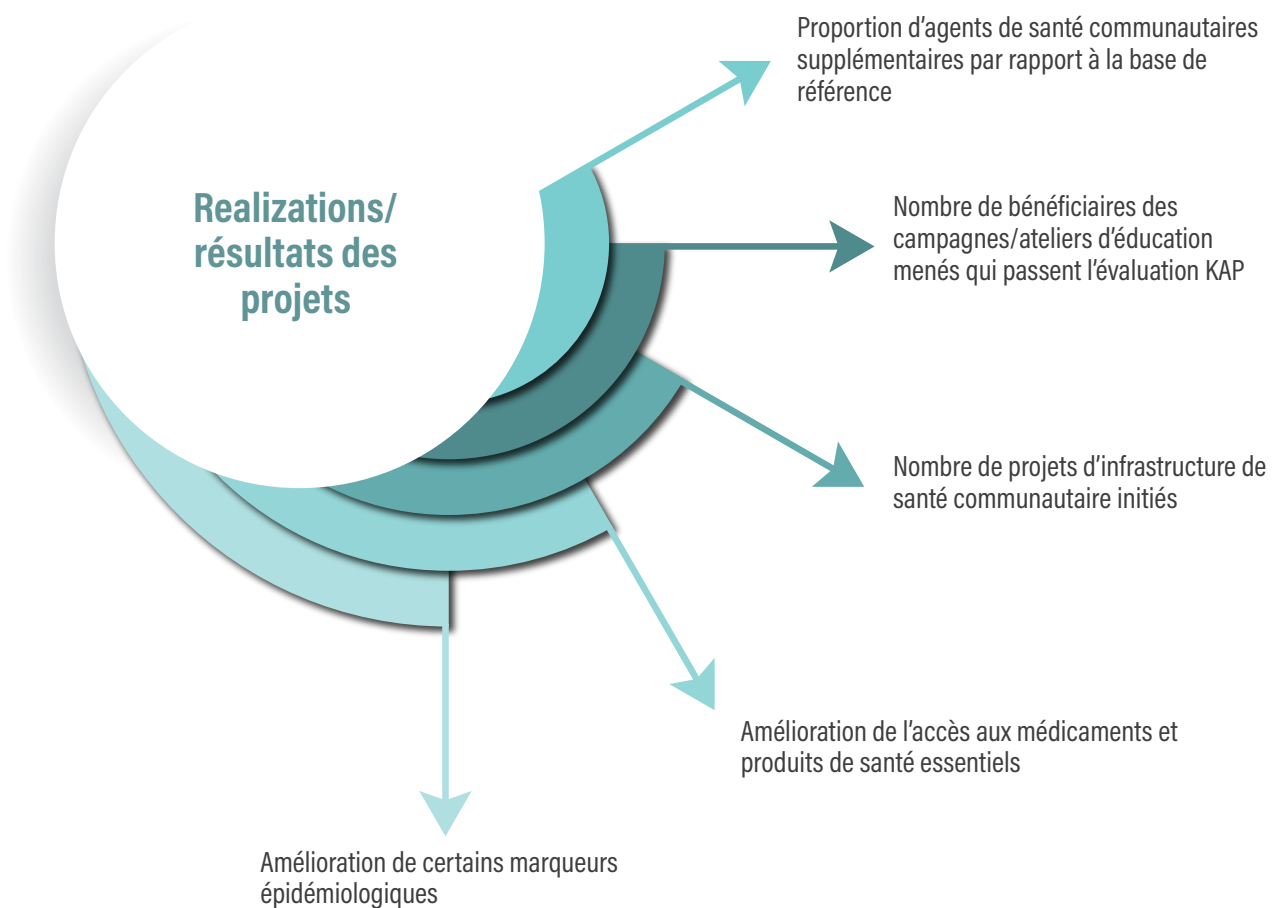 Realizations/
résultats des
projets
Proportion d'agents de santé communautaires
supplémentaires par rapport à la base de
référence
Nombre de bénéficiaires des
campagnes/ateliers d'éducation
menés qui passent l'évaluation KAP
Nombre de projets d'infrastructure de
santé communautaire initiés
Amélioration de l'accès aux médicaments et
produits de santé essentiels
Amélioration de certains marqueurs
épidémiologiques